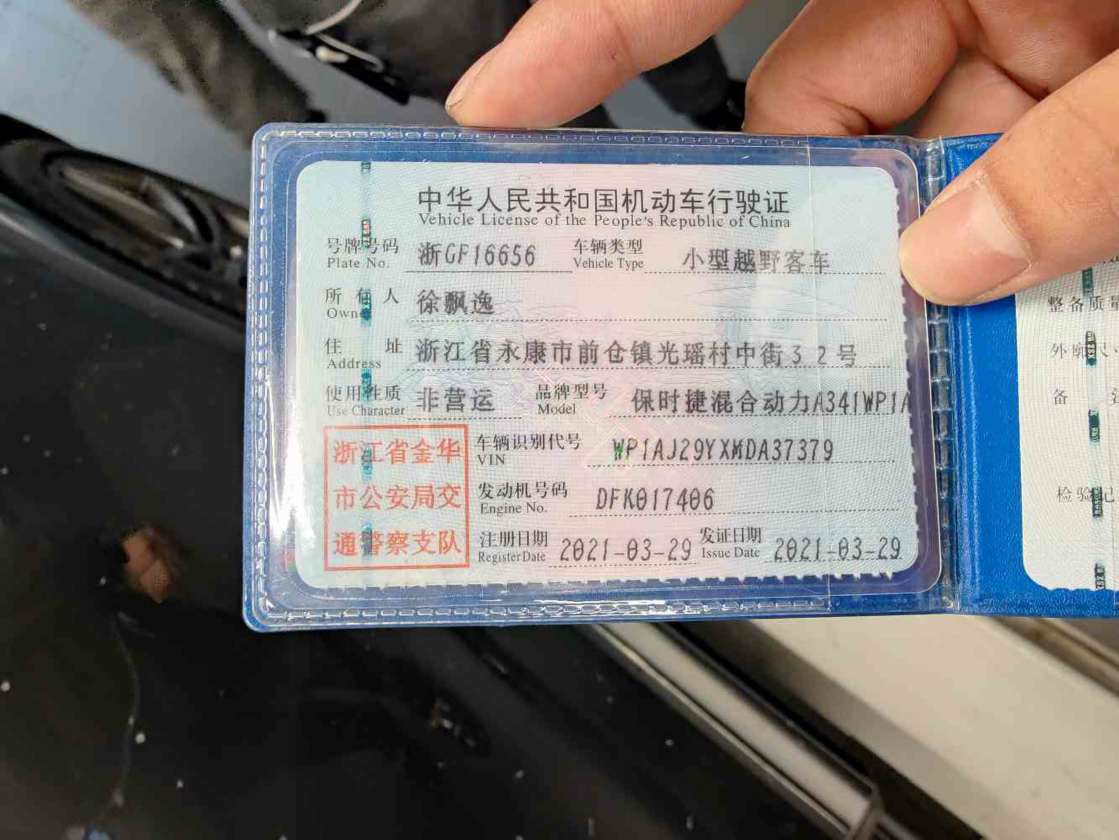 中华人民共和国机动车行驶证
Vehicle License of the People's Republic of China
号牌号码 浙GF16656 车辆类型 小型越野客车
Plate No. Vehicle Type
所有人 徐飘逸
Owner
住址 浙江省永康市前仓镇光瑶村中街32号
Address
使用性质 非营运 品牌型号 保时捷混合动力A341WP1A
Use Character Model
浙江省金华
市公安局交
通警察支队
车辆识别代号 WP1AJ29YXMDA37379
VIN
发动机号码 DFK017406
Engine No.
注册日期 2021-03-29 发证日期 2021-03-29
Register Date Issue Date
整备质
外廓尺
备
检验